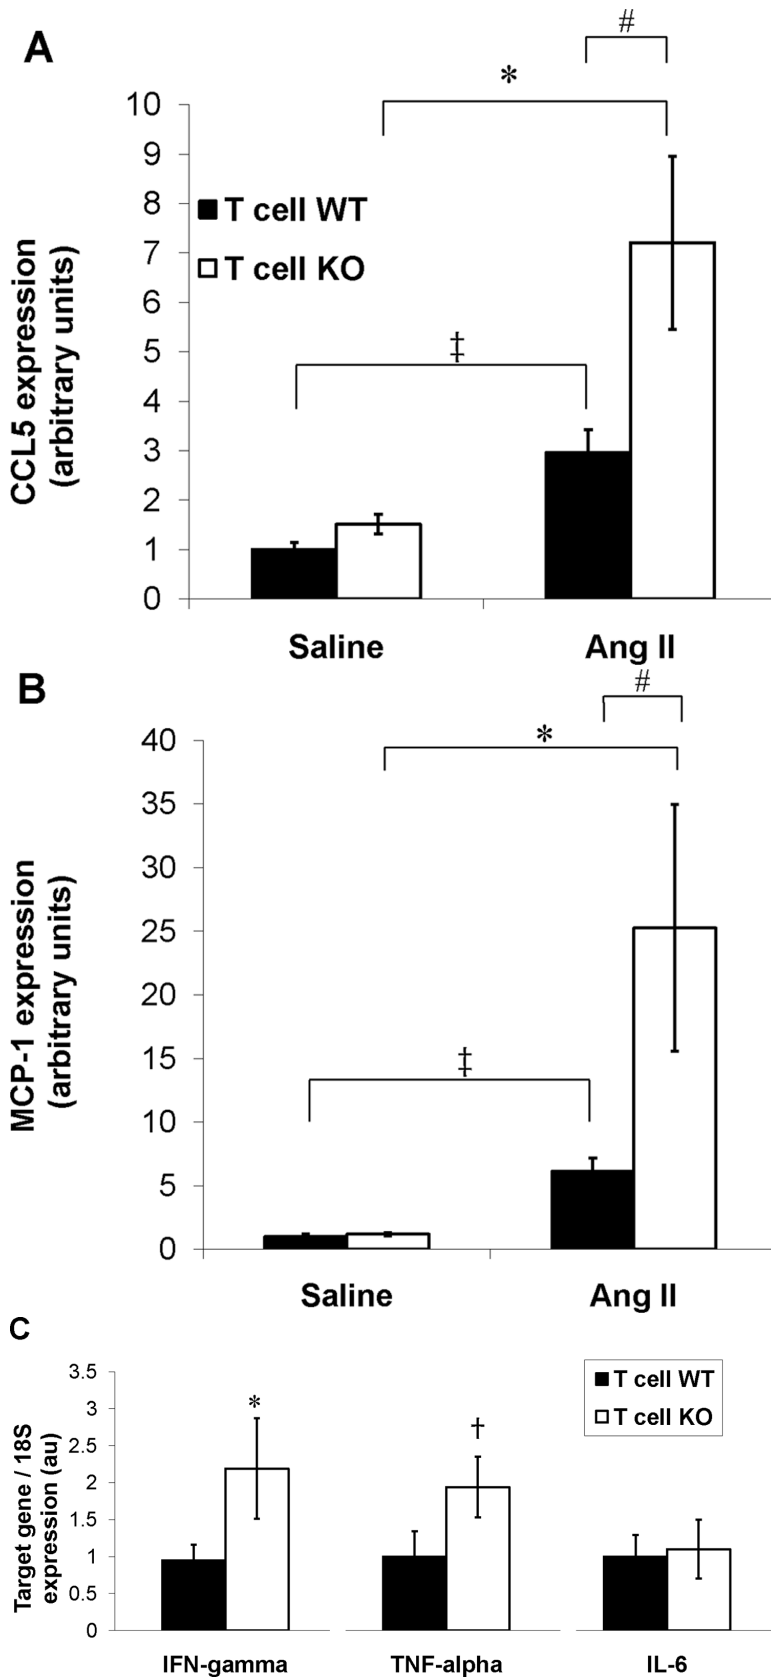 A
#
*
10
9
8
T cell WT
7
T cell KO
6
5
‡
4
3
2
1
0
CCL5 expression
(arbitrary units)
Saline Ang II
B
#
*
40
35
30
25
20
15
‡
10
5
0
MCP-1 expression
(arbitrary units)
Saline Ang II
C
3.5
3
2.5
2
1.5
1
0.5
0
Target gene / 18S
expression (au)
*
†
T cell WT
T cell KO
IFN-gamma TNF-alpha IL-6